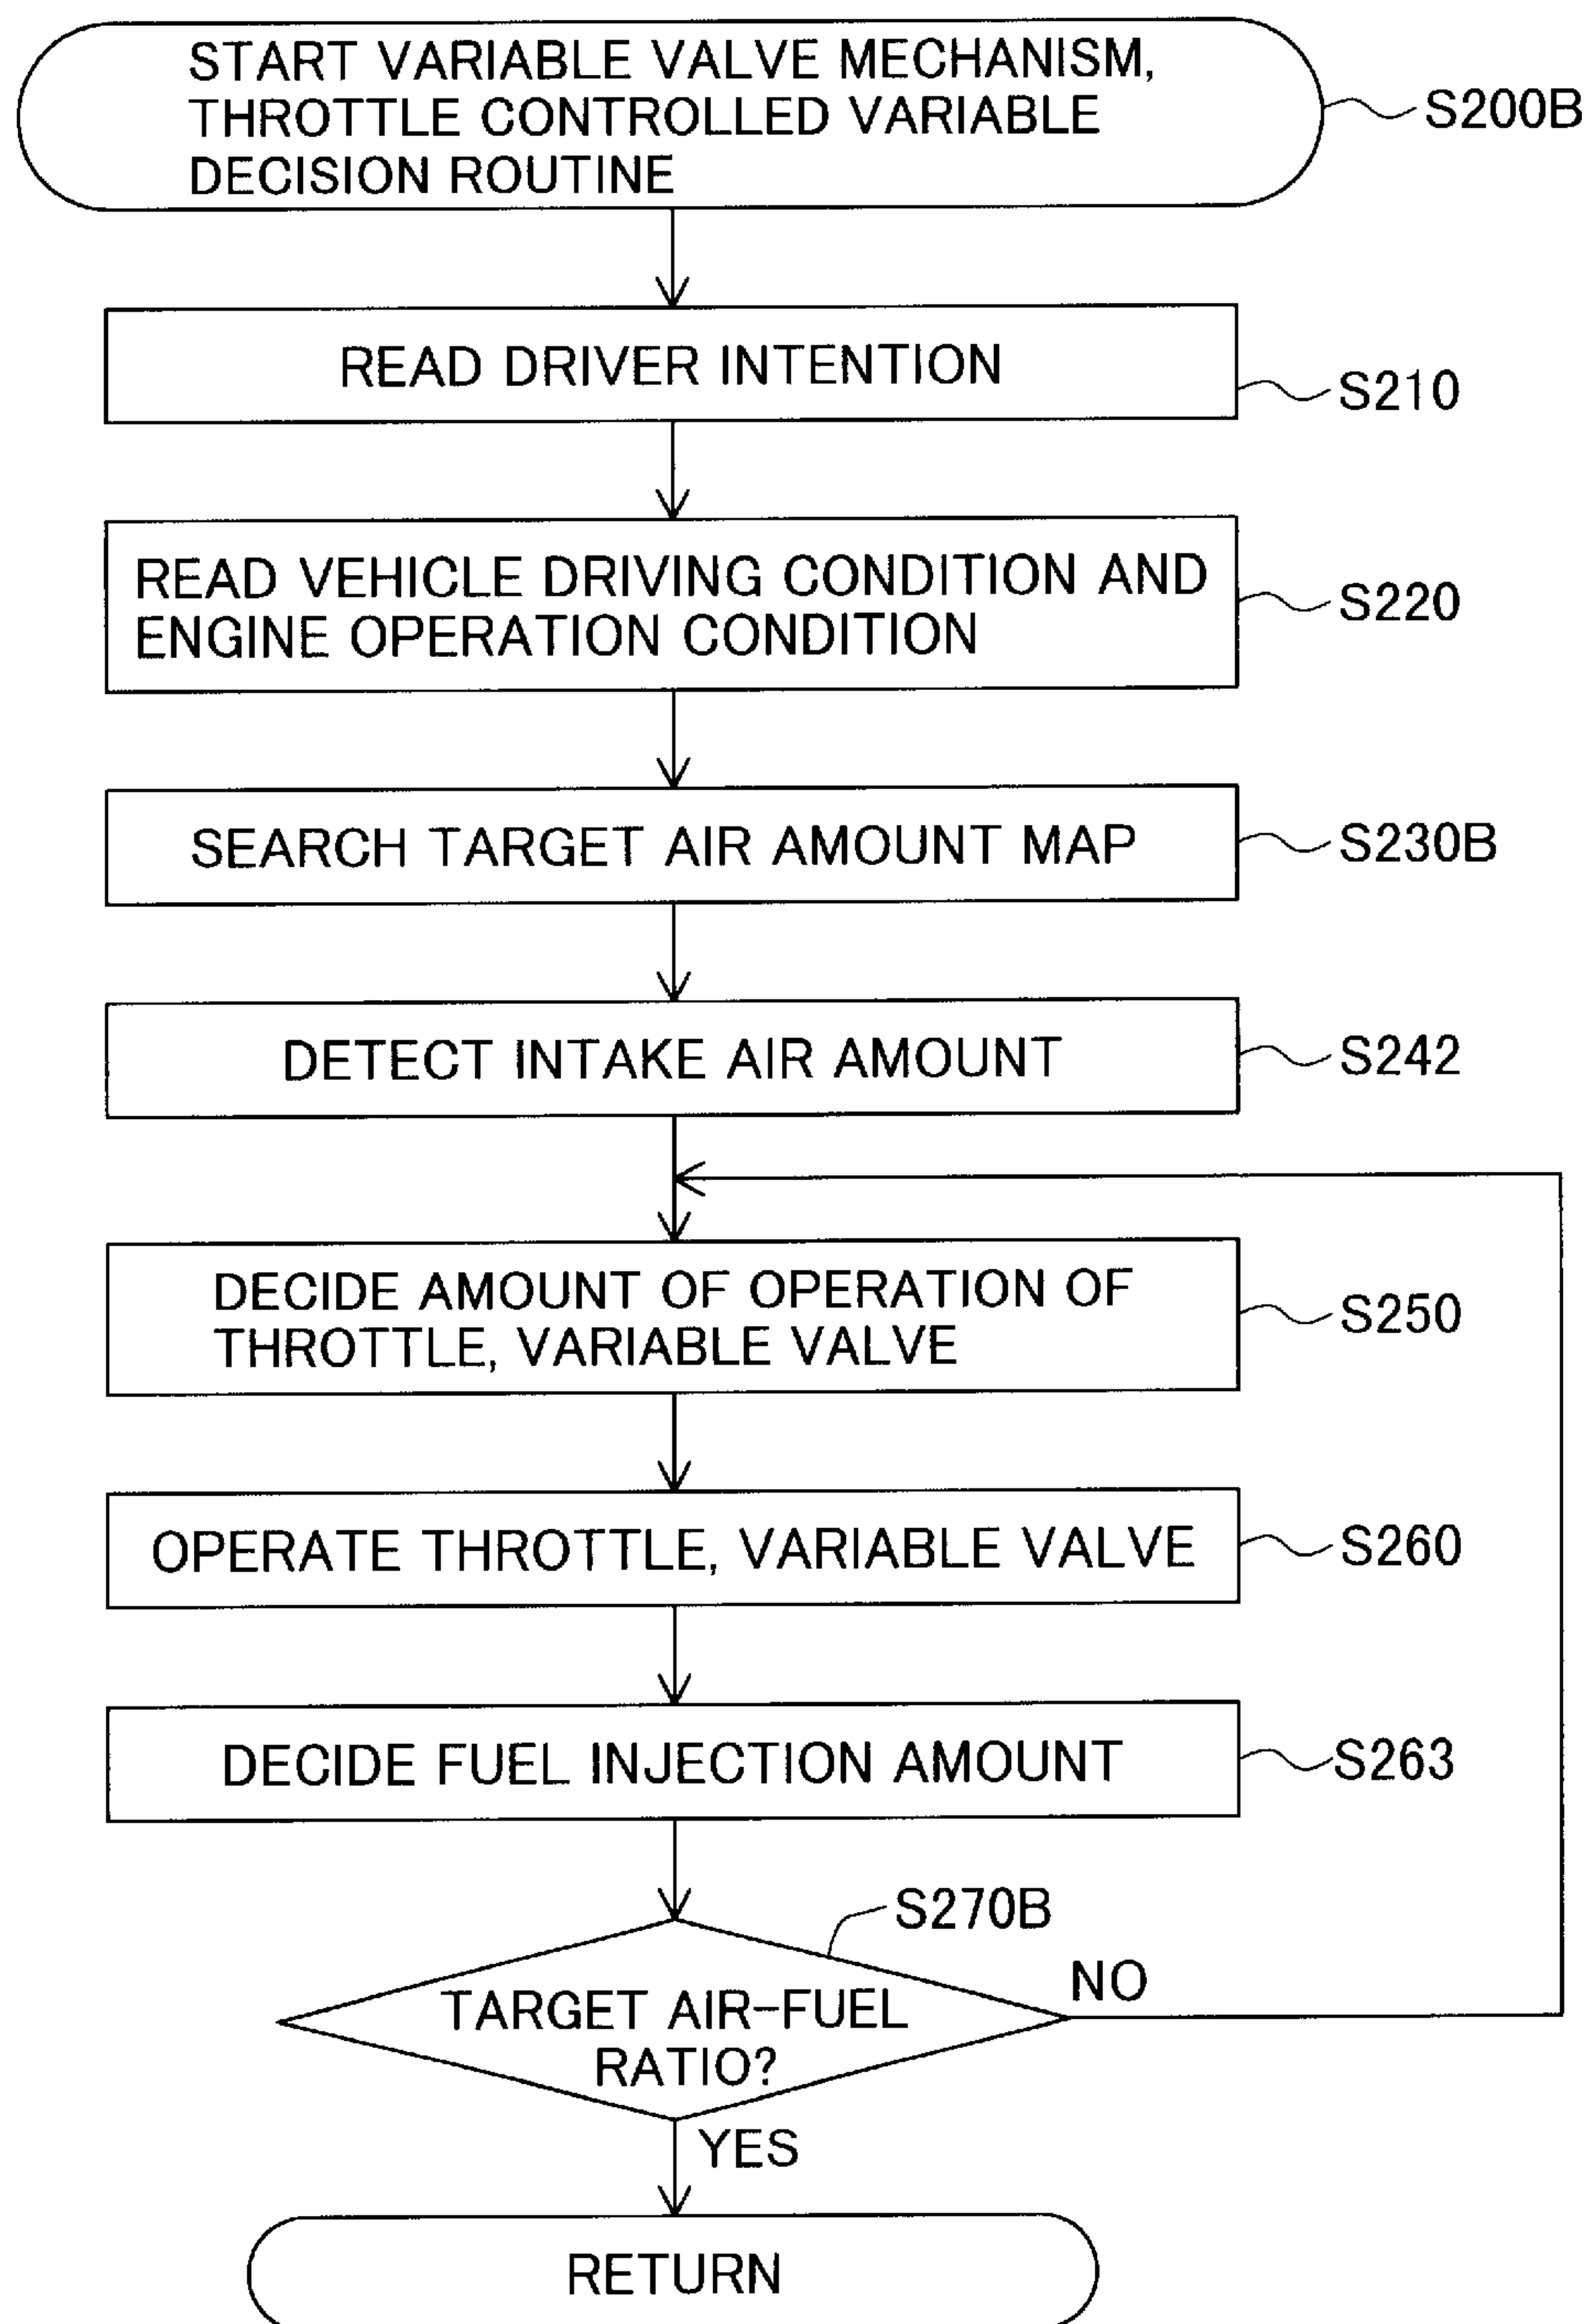 START VARIABLE VALVE MECHANISM,
THROTTLE CONTROLLED VARIABLE
DECISION ROUTINE
S200B
READ DRIVER INTENTION
S210
READ VEHICLE DRIVING CONDITION AND
ENGINE OPERATION CONDITION
S220
SEARCH TARGET AIR AMOUNT MAP
S230B
DETECT INTAKE AIR AMOUNT
S242
DECIDE AMOUNT OF OPERATION OF
THROTTLE, VARIABLE VALVE
S250
OPERATE THROTTLE, VARIABLE VALVE
S260
DECIDE FUEL INJECTION AMOUNT
S263
S270B
TARGET AIR-FUEL
RATIO?
NO
YES
RETURN